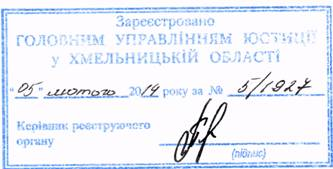 Зареєстровано
ГОЛОВНИМ УПРАВЛІННЯМ ЮСТИЦІЇ
у ХМЕЛЬНИЦЬКІЙ ОБЛАСТІ
"05" лютого 2014 року за № 5/1927
Керівник реєструючого
органу
(підпис)